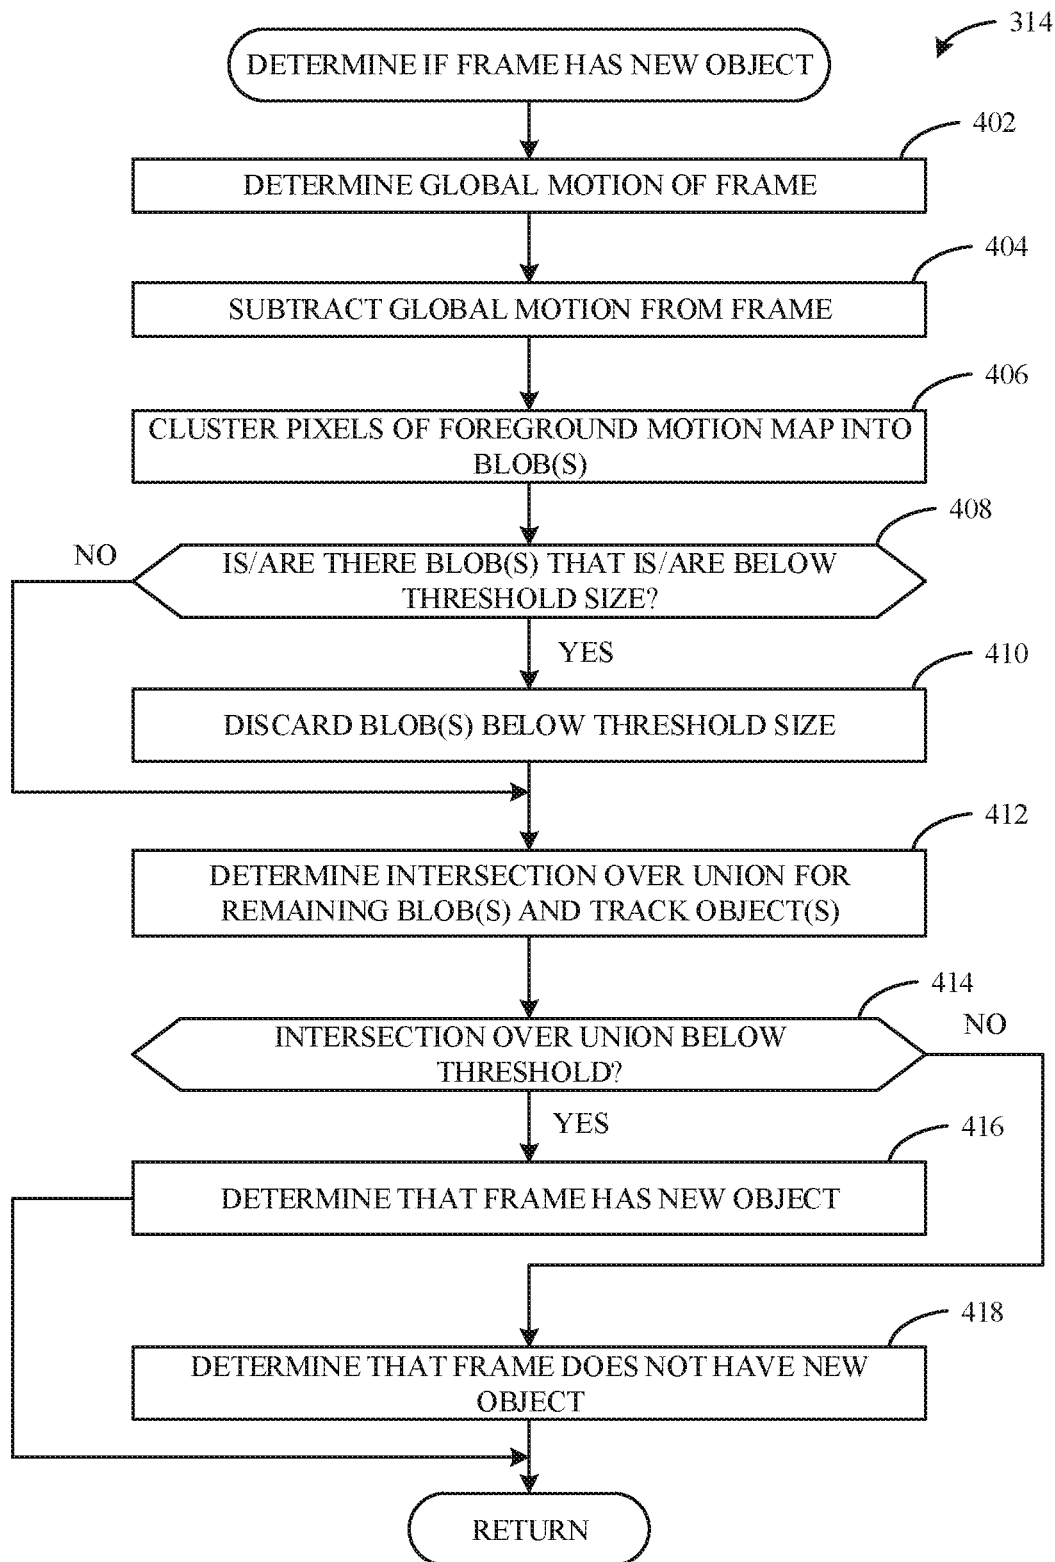 314
DETERMINE IF FRAME HAS NEW OBJECT
402
DETERMINE GLOBAL MOTION OF FRAME
404
SUBTRACT GLOBAL MOTION FROM FRAME
406
CLUSTER PIXELS OF FOREGROUND MOTION MAP INTO
BLOB(S)
408
NO
IS/ARE THERE BLOB(S) THAT IS/ARE BELOW
THRESHOLD SIZE?
YES
410
DISCARD BLOB(S) BELOW THRESHOLD SIZE
412
DETERMINE INTERSECTION OVER UNION FOR
REMAINING BLOB(S) AND TRACK OBJECT(S)
414
NO
INTERSECTION OVER UNION BELOW
THRESHOLD?
YES
416
DETERMINE THAT FRAME HAS NEW OBJECT
418
DETERMINE THAT FRAME DOES NOT HAVE NEW
OBJECT
RETURN